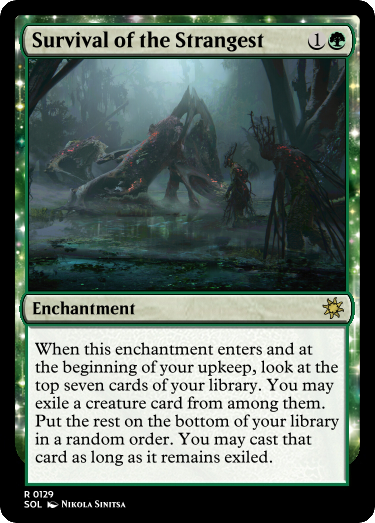 Survival of the Strangest 1
Enchantment
When this enchantment enters and at
the beginning of your upkeep, look at the
top seven cards of your library. You may
exile a creature card from among them.
Put the rest on the bottom of your library
in a random order. You may cast that
card as long as it remains exiled.
R 0129
SOL Nikola Sinitsa